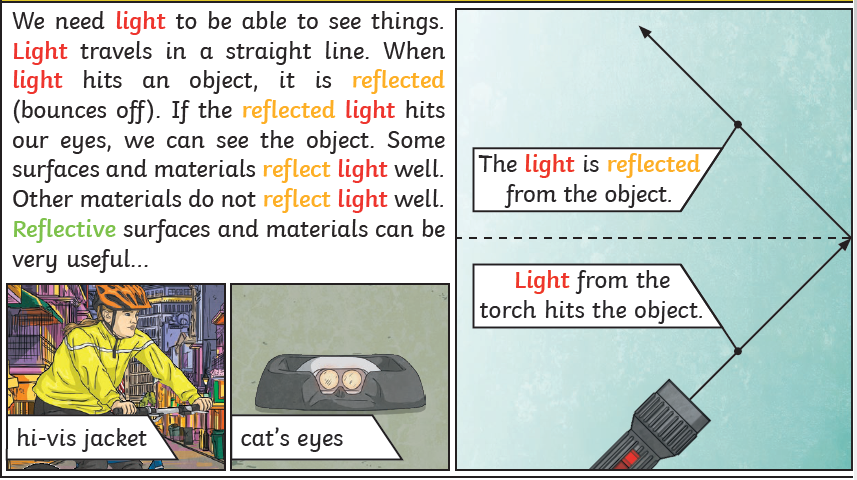 We need light to be able to see things.
Light travels in a straight line. When
light hits an object, it is reflected
(bounces off). If the reflected light hits
our eyes, we can see the object. Some
surfaces and materials reflect light well.
Other materials do not reflect light well.
Reflective surfaces and materials can be
very useful...
hi-vis jacket
cat's eyes
The light is reflected
from the object.
Light from the
torch hits the object.